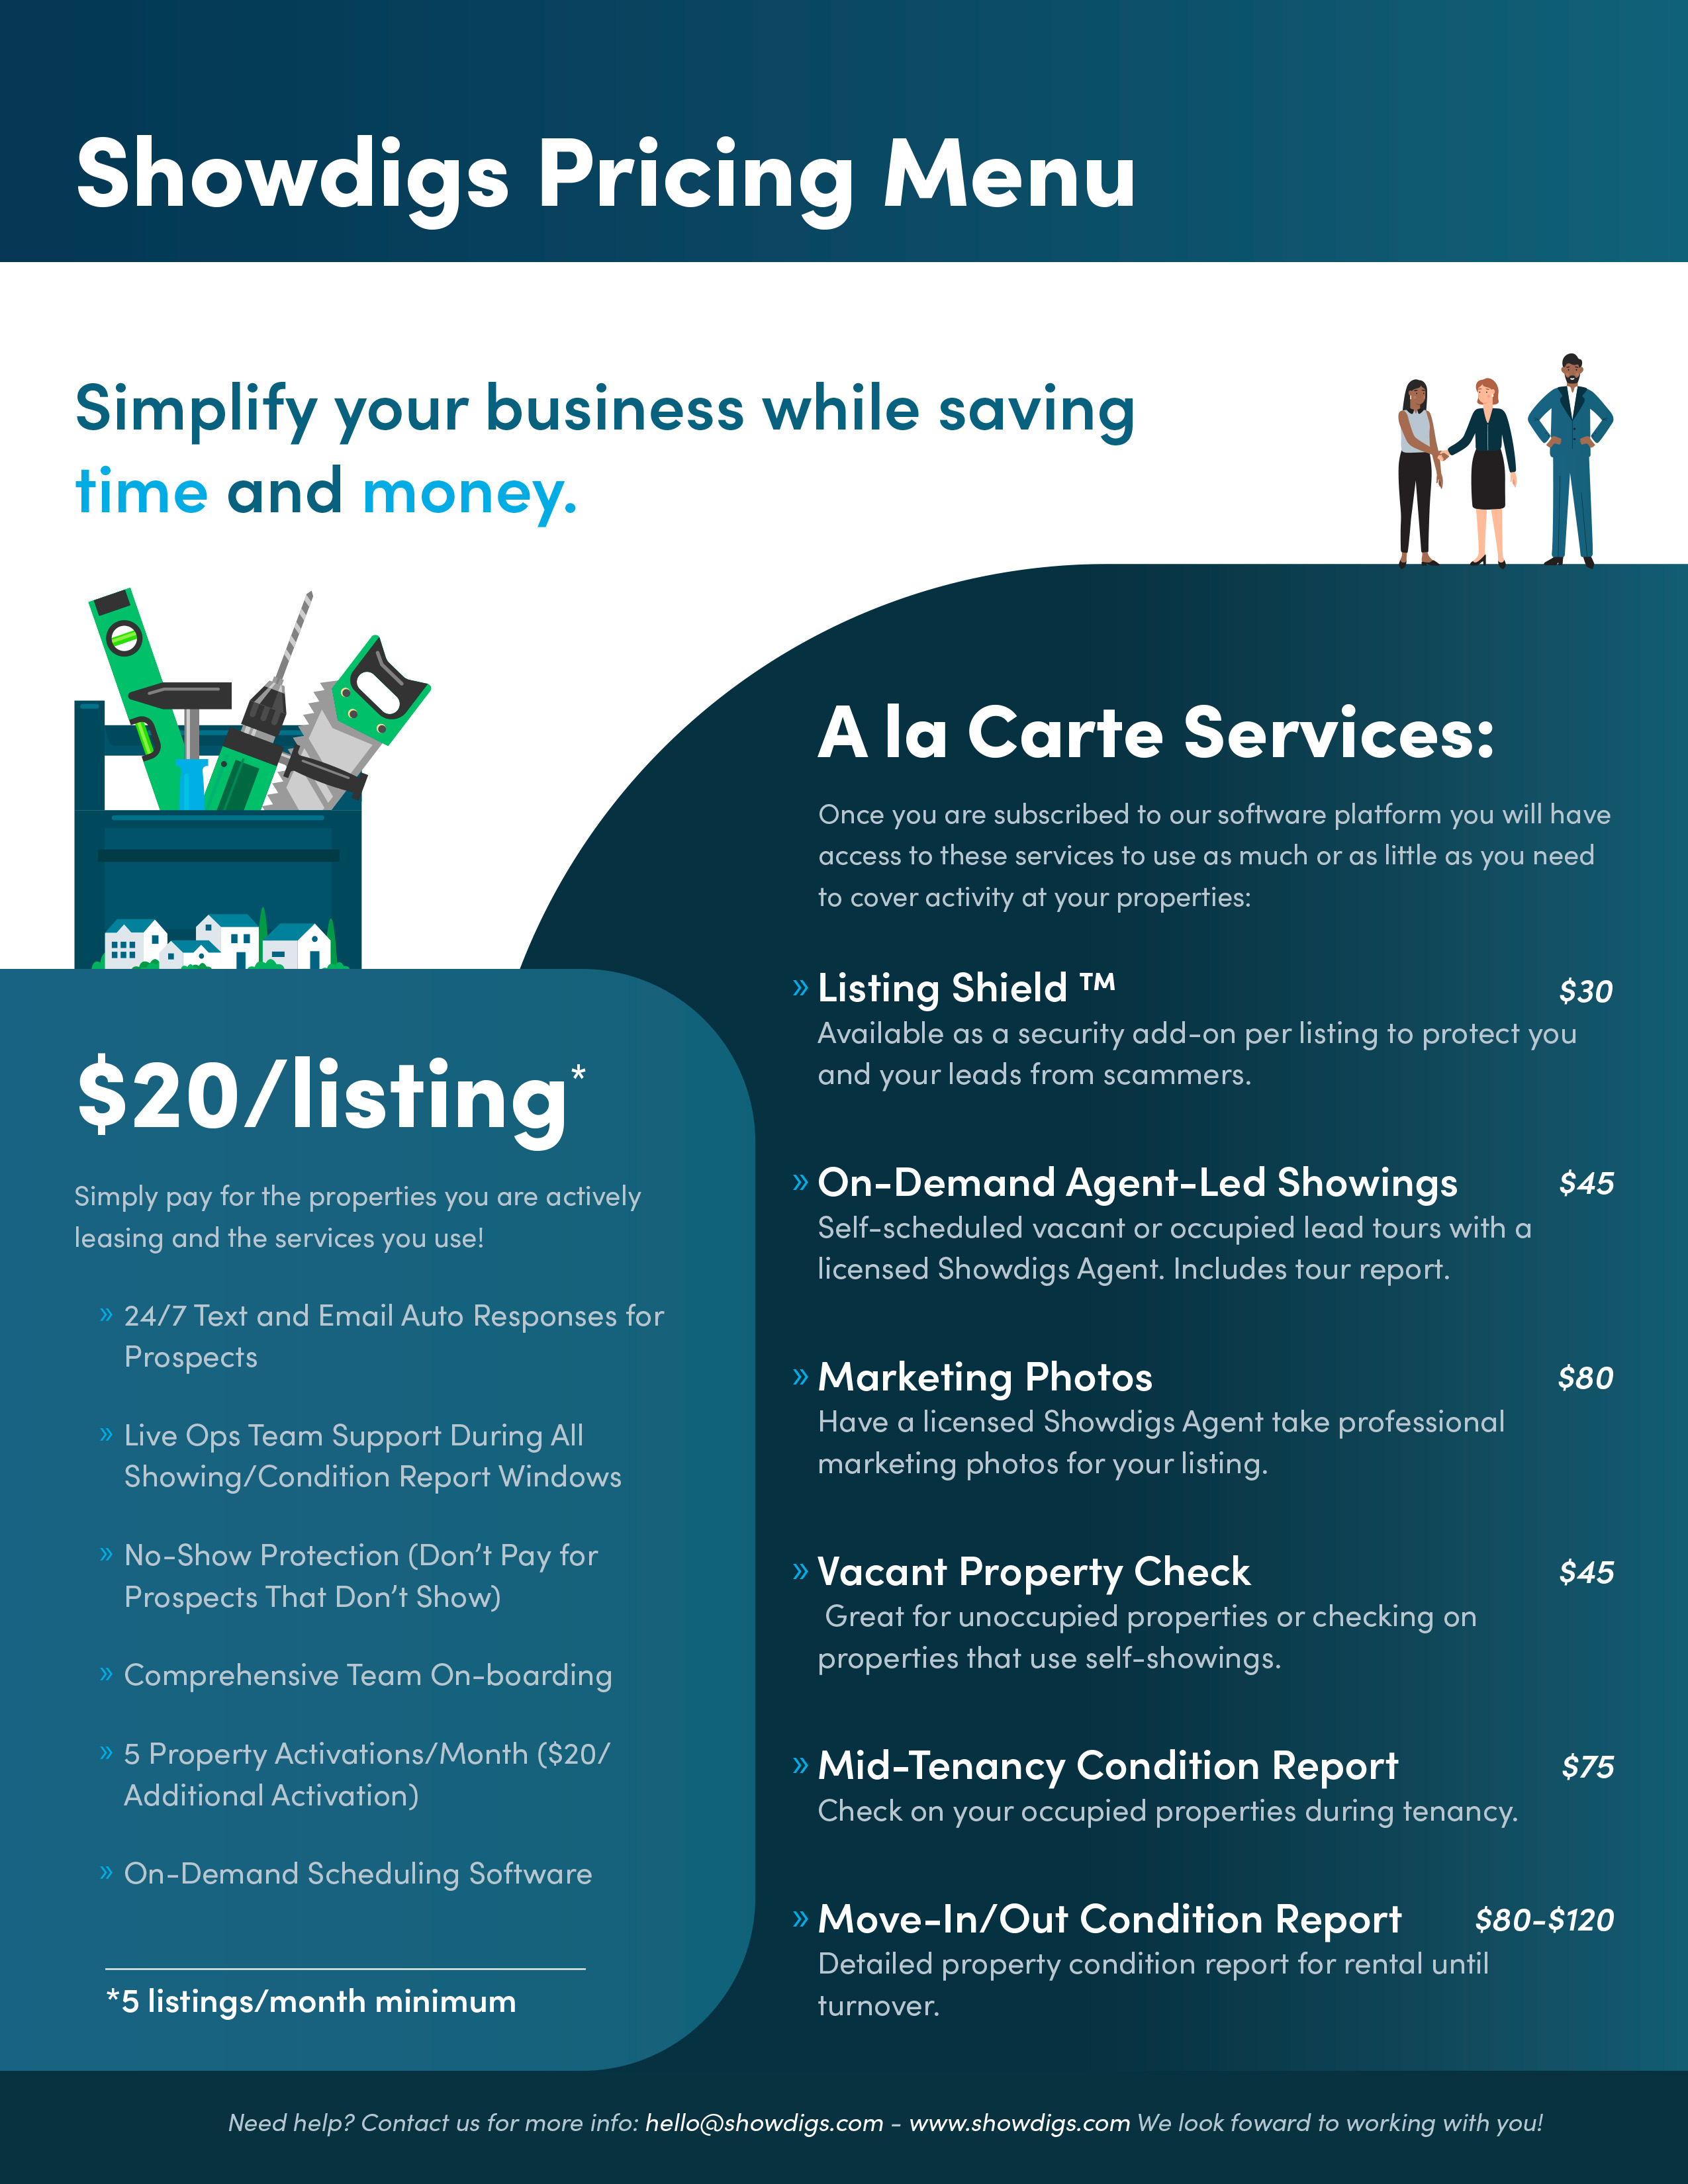 Showdigs Pricing Menu
Simplify your business while saving
time and money.
$20/listing*
Simply pay for the properties you are actively
leasing and the services you use!
» 24/7 Text and Email Auto Responses for
Prospects
» Live Ops Team Support During All
Showing/Condition Report Windows
» No-Show Protection (Don’t Pay for
Prospects That Don’t Show)
» Comprehensive Team On-boarding
» 5 Property Activations/Month ($20/
Additional Activation)
» On-Demand Scheduling Software
*5 listings/month minimum
A la Carte Services:
Once you are subscribed to our software platform you will have
access to these services to use as much or as little as you need
to cover activity at your properties:
» Listing Shield ™ $30
Available as a security add-on per listing to protect you
and your leads from scammers.
» On-Demand Agent-Led Showings $45
Self-scheduled vacant or occupied lead tours with a
licensed Showdigs Agent. Includes tour report.
» Marketing Photos $80
Have a licensed Showdigs Agent take professional
marketing photos for your listing.
» Vacant Property Check $45
Great for unoccupied properties or checking on
properties that use self-showings.
» Mid-Tenancy Condition Report $75
Check on your occupied properties during tenancy.
» Move-In/Out Condition Report $80-$120
Detailed property condition report for rental until
turnover.
Need help? Contact us for more info: hello@showdigs.com - www.showdigs.com We look foward to working with you!